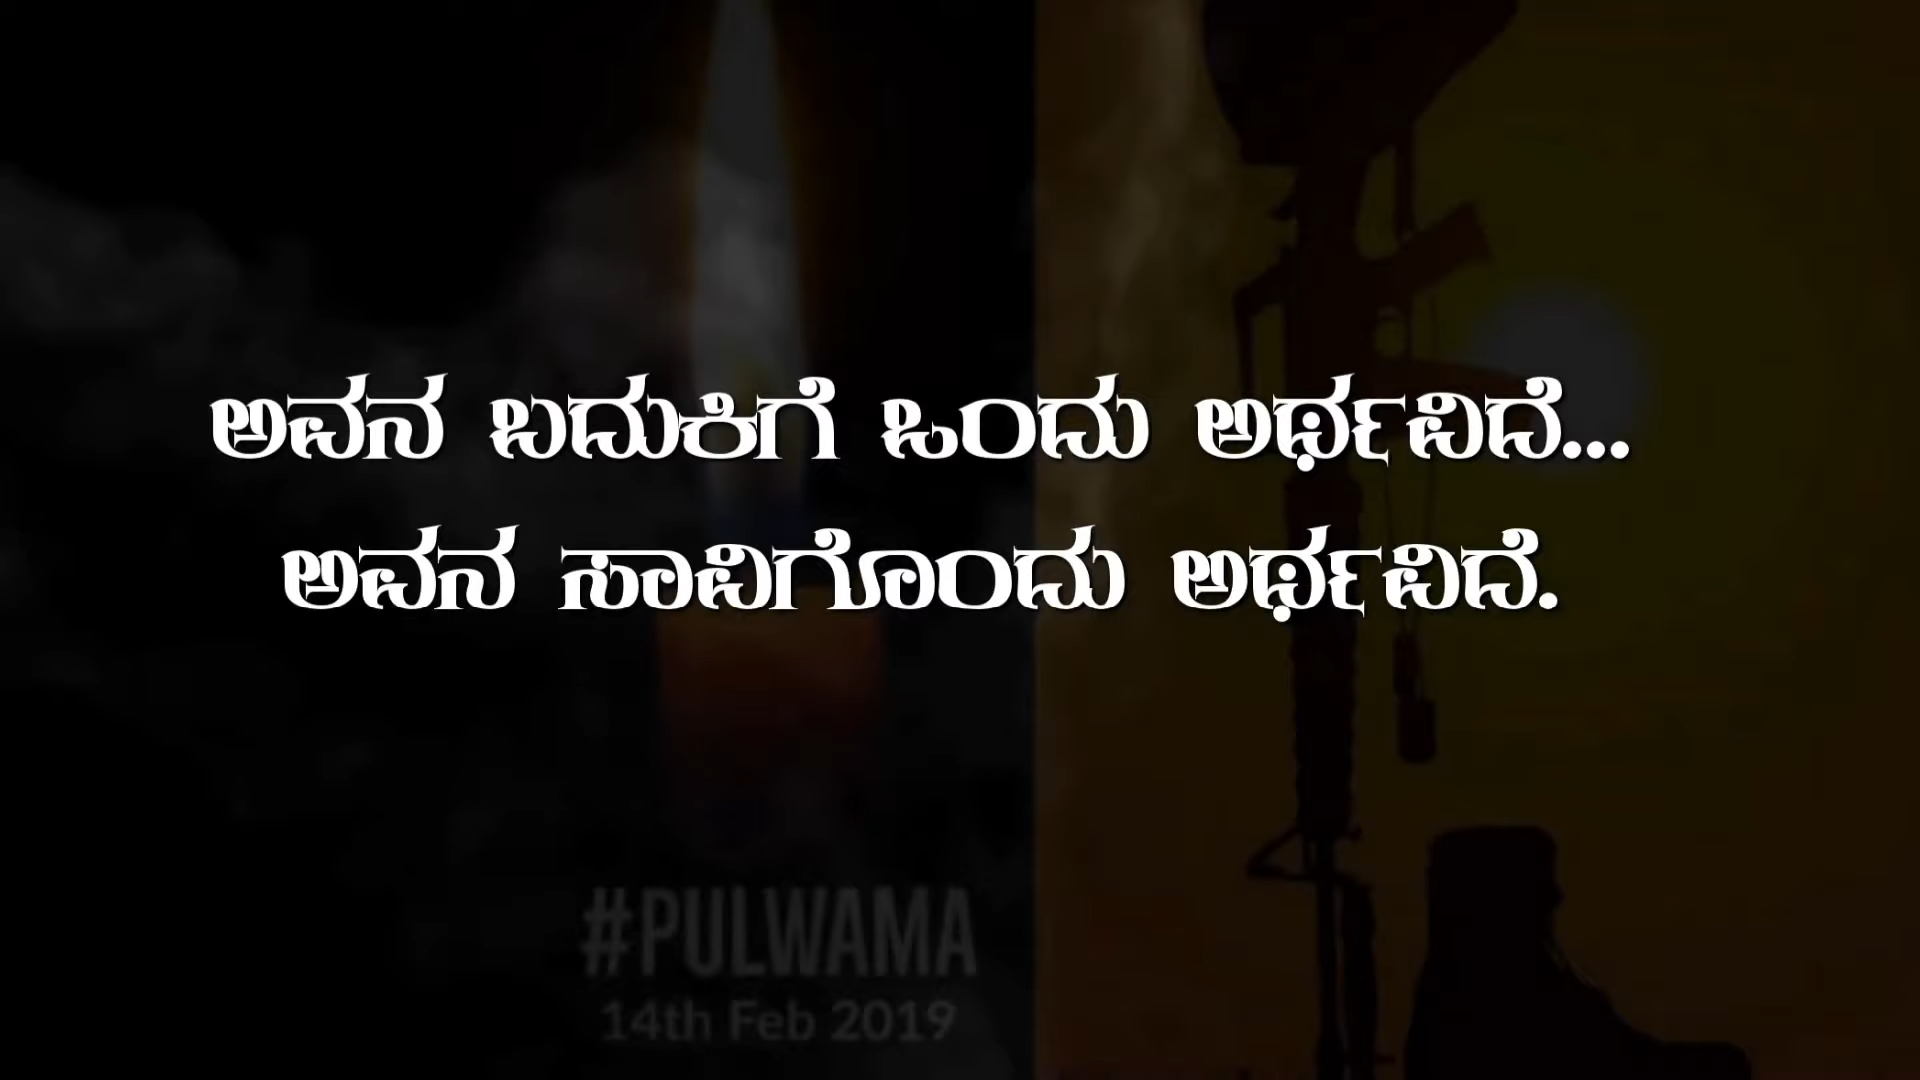 ಅವನ ಬದುಕಿಗೆ ಒಂದು ಅರ್ಥವಿದೆ...
ಅವನ ಸಾವಿಗೊಂದು ಅರ್ಥವಿದೆ.
#PULWAMA
14th Feb 2019